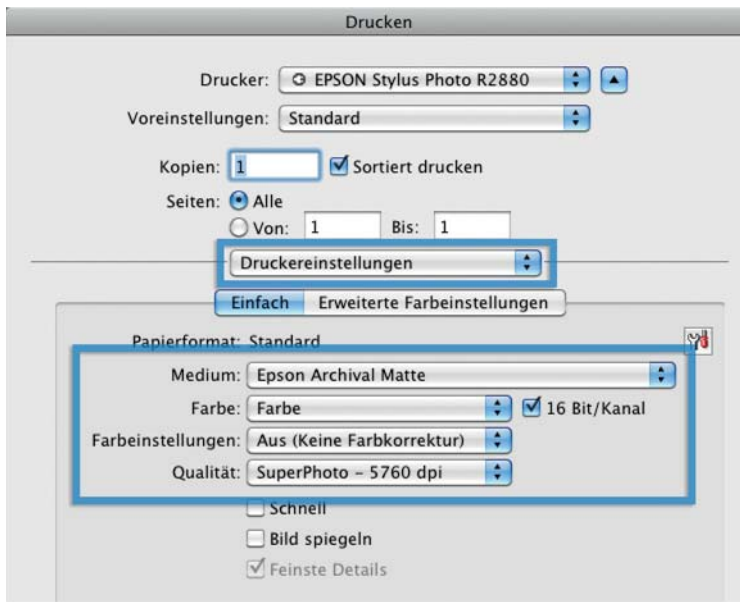 Drucken
Drucker: EPSON Stylus Photo R2880
Voreinstellungen: Standard
Kopien: 1 Sortiert drucken
Seiten: Alle
Von: 1 Bis: 1
Druckereinstellungen
Einfach Erweiterte Farbeinstellungen
Papierformat: Standard
Medium: Epson Archival Matte
Farbe: Farbe 16 Bit/Kanal
Farbeinstellungen: Aus (Keine Farbkorrektur)
Qualität: SuperPhoto – 5760 dpi
Schnell
Bild spiegeln
Feinste Details